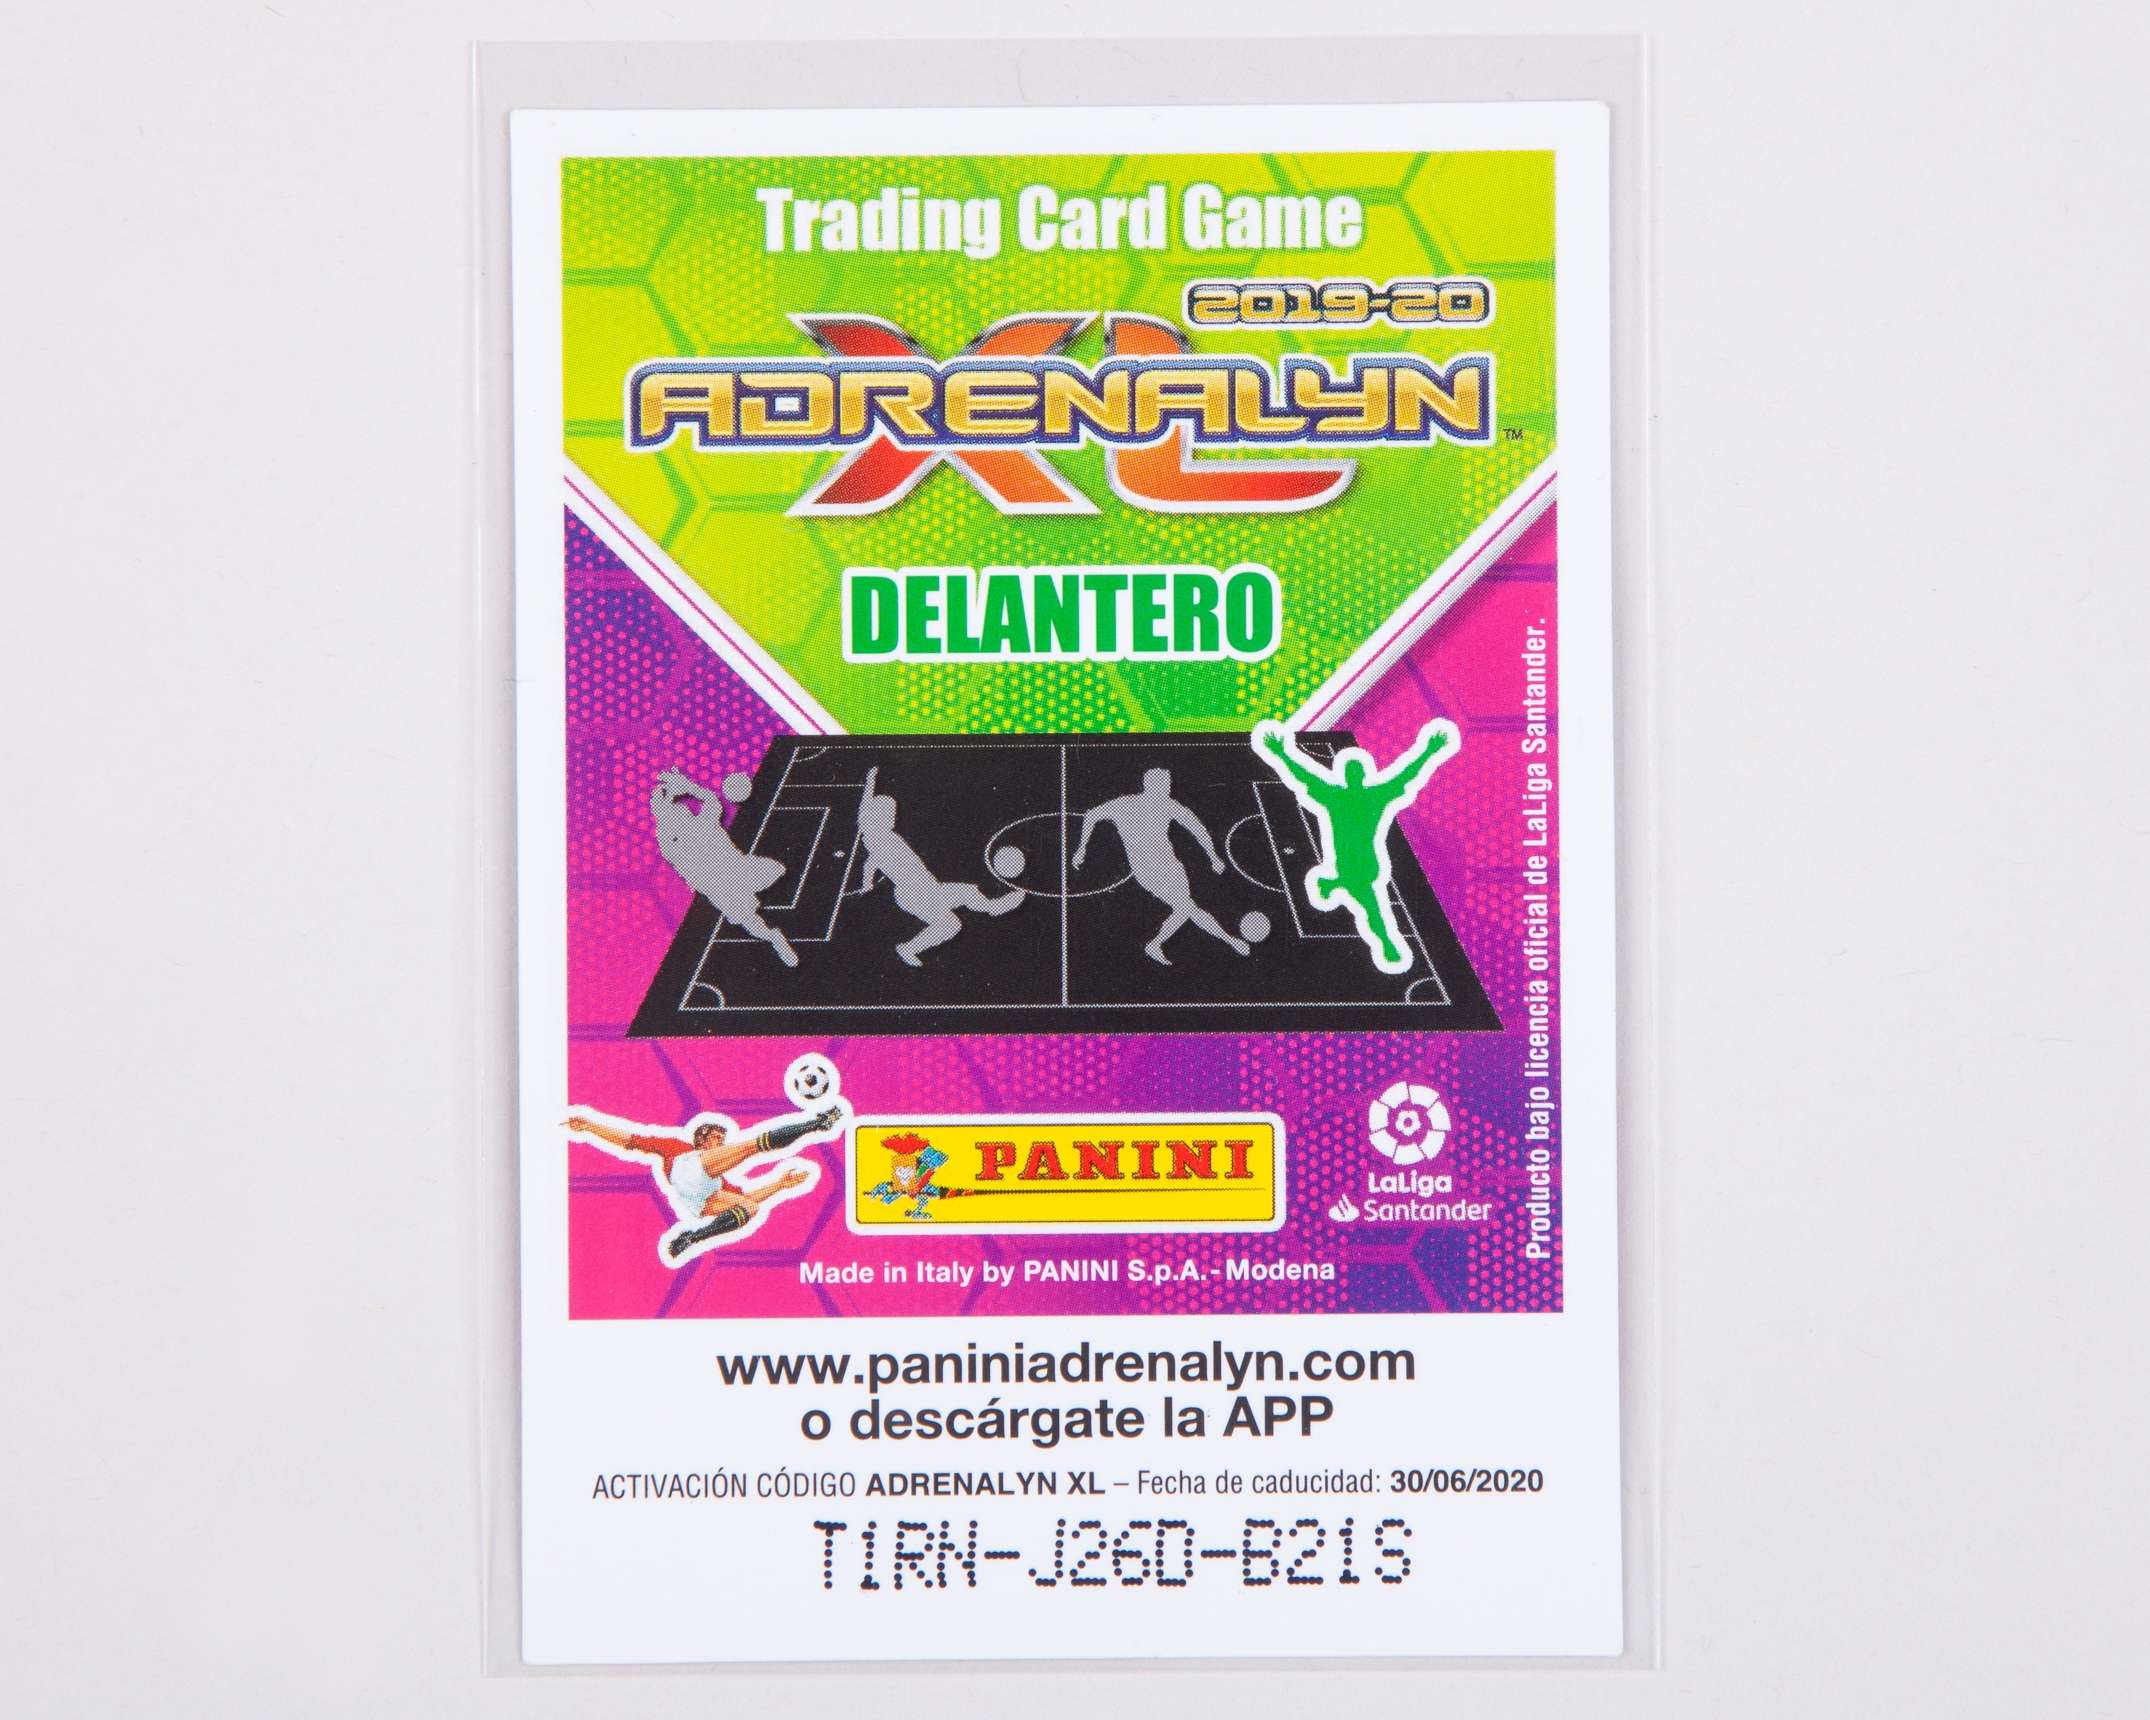 Trading Card Game
2019-20
ADRENALYN™
XL
DELANTERO
Producto bajo licencia oficial de LaLiga Santander.
PANINI
LaLiga
Santander
Made in Italy by PANINI S.p.A. - Modena
www.paniniadrenalyn.com
o descárgate la APP
ACTIVACIÓN CÓDIGO ADRENALYN XL – Fecha de caducidad: 30/06/2020
T1RN-J26D-B21S